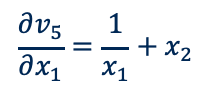 ∂v₅/∂x₁ = 1/x₁ + x₂